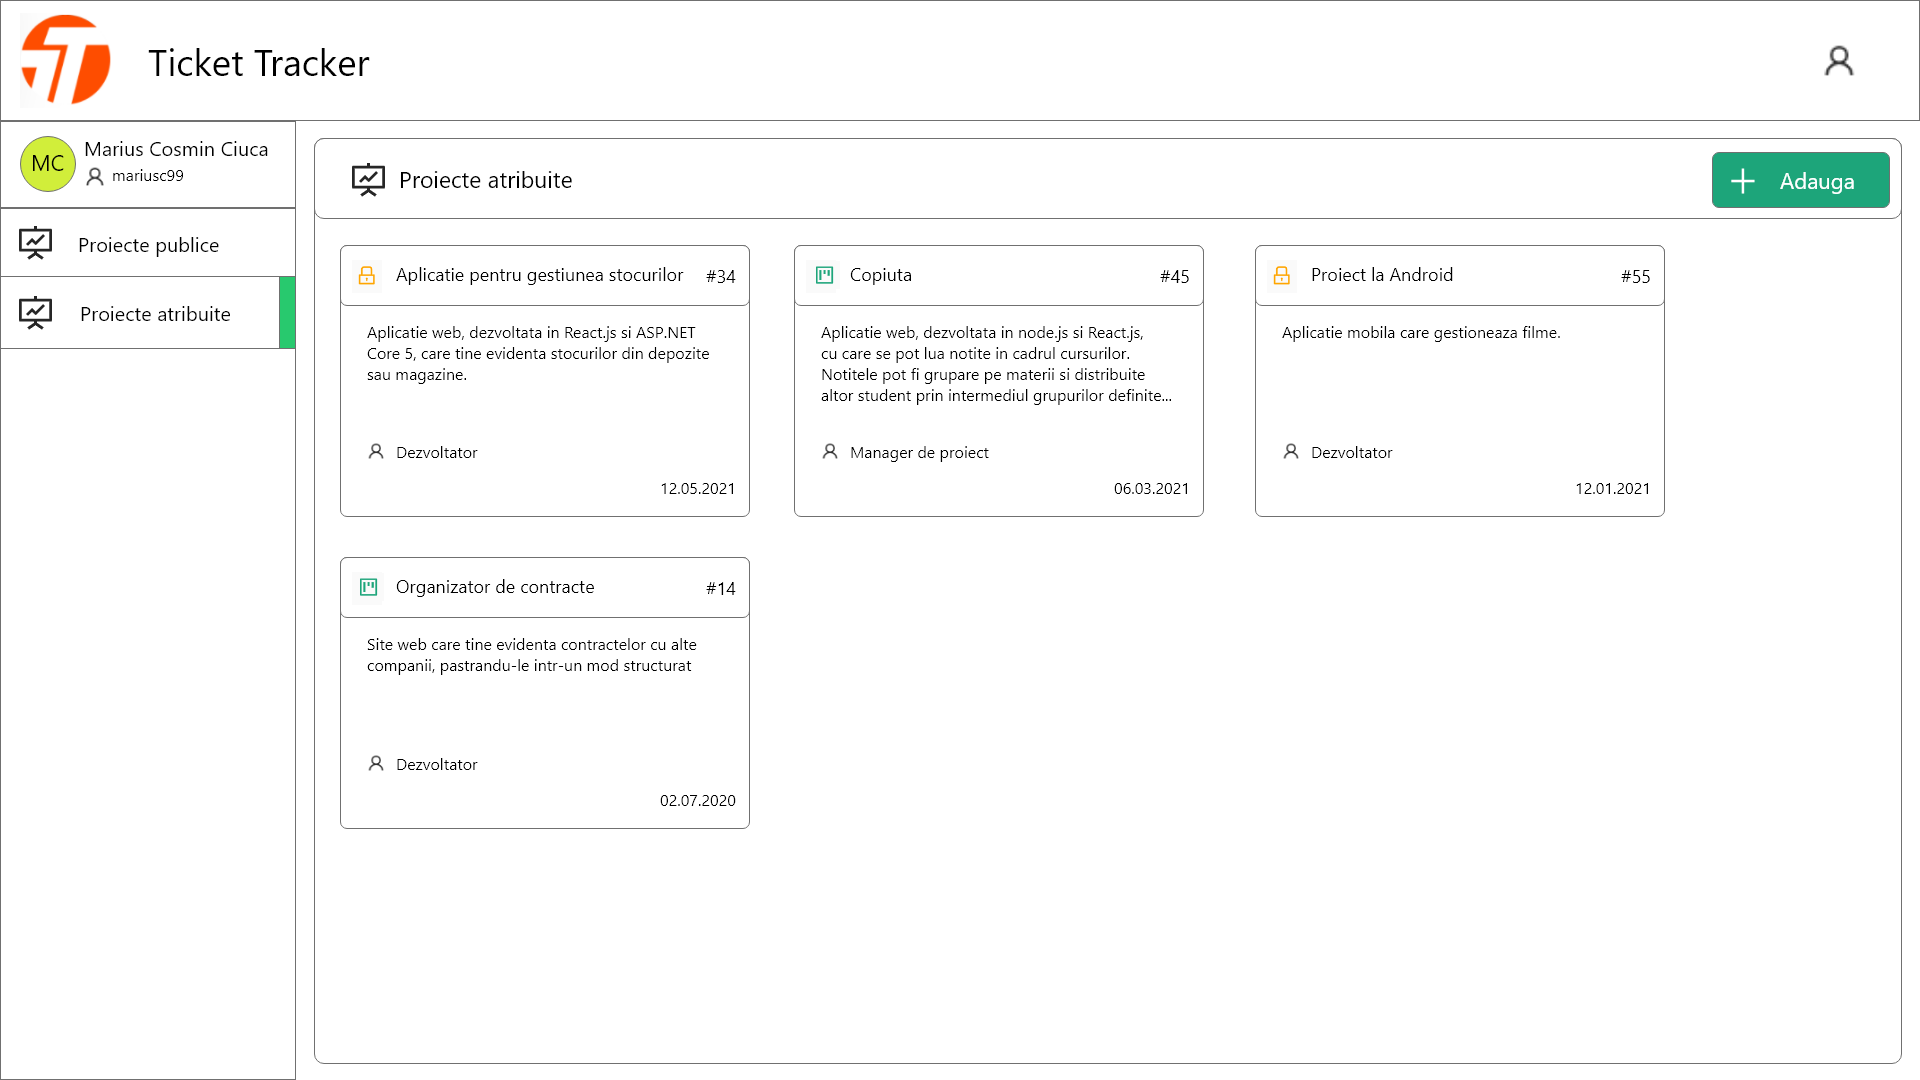 Ticket Tracker
MC
Marius Cosmin Ciuca
mariusc99
Proiecte publice
Proiecte atribuite
Proiecte atribuite
Adauga
Aplicatie pentru gestiunea stocurilor #34
Aplicatie web, dezvoltata in React.js si ASP.NET
Core 5, care tine evidenta stocurilor din depozite
sau magazine.
Dezvoltator
12.05.2021
Copiuta #45
Aplicatie web, dezvoltata in node.js si React.js,
cu care se pot lua notite in cadrul cursurilor.
Notitele pot fi grupare pe materii si distribuite
altor student prin intermediul grupurilor definite...
Manager de proiect
06.03.2021
Proiect la Android #55
Aplicatie mobila care gestioneaza filme.
Dezvoltator
12.01.2021
Organizator de contracte #14
Site web care tine evidenta contractelor cu alte
companii, pastrandu-le intr-un mod structurat
Dezvoltator
02.07.2020